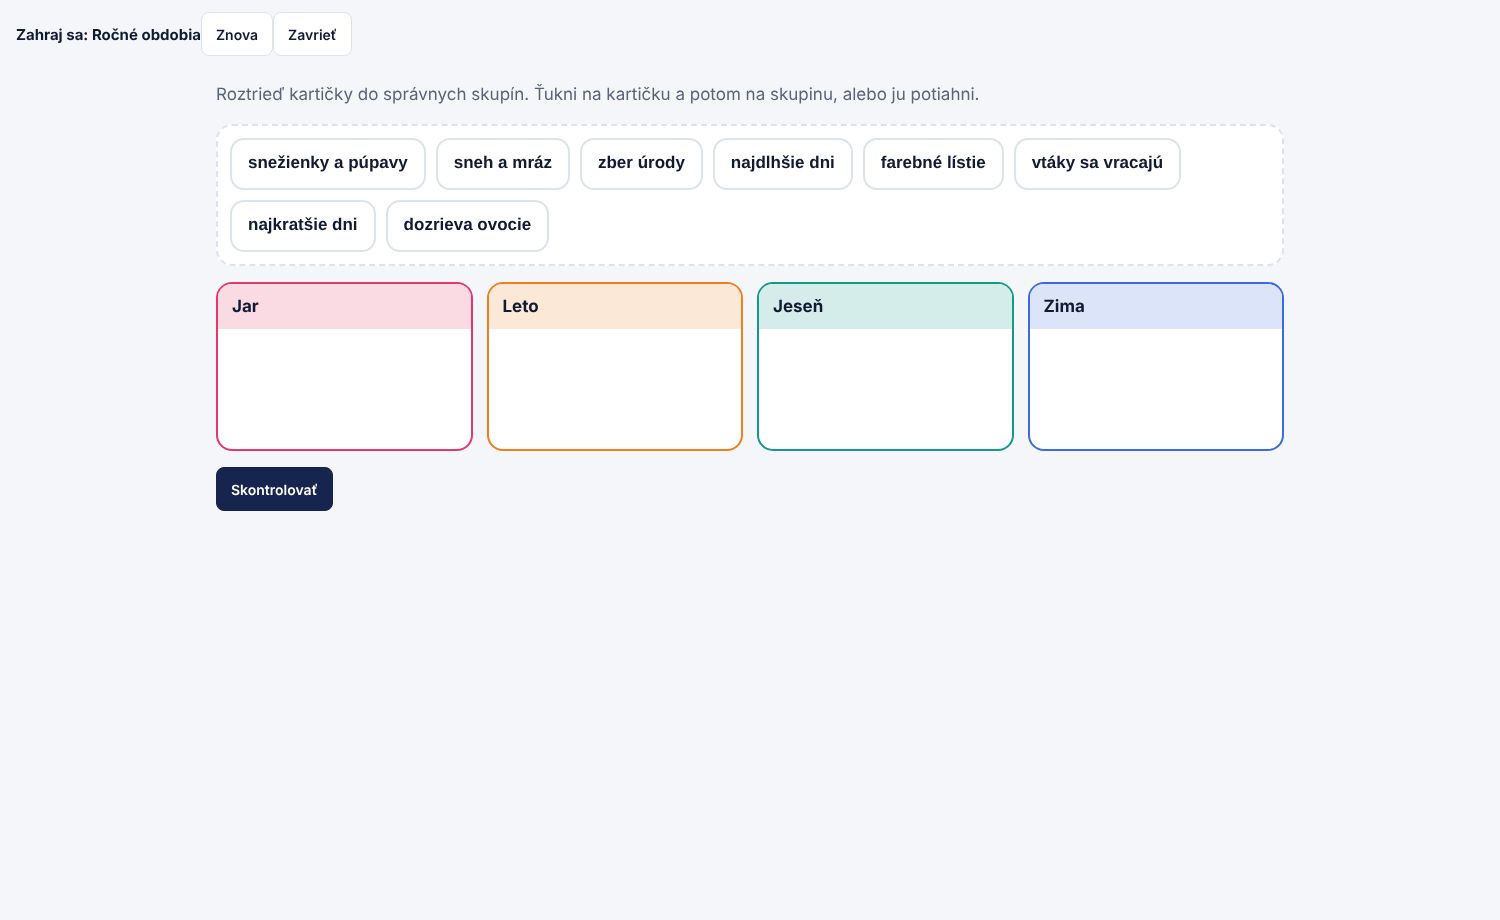 Zahraj sa: Ročné obdobia Znova Zavrieť
Roztrieď kartičky do správnych skupín. Ťukni na kartičku a potom na skupinu, alebo ju potiahni.
snežienky a púpavy sneh a mráz zber úrody najdlhšie dni farebné lístie vtáky sa vracajú
najkratšie dni dozrieva ovocie
Jar Leto Jeseň Zima
Skontrolovať